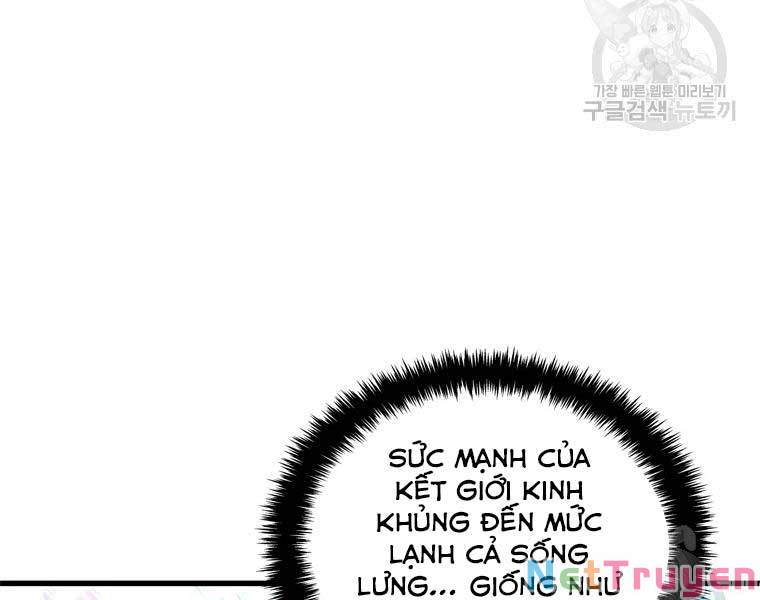 가장 빠른 웹툰 미리보기
구글검색 뉴토끼
SỨC MẠNH CỦA
KẾT GIỚI KINH
KHỦNG ĐẾN MỨC
LẠNH CẢ SỐNG
LƯNG... GIỐNG NHƯ
NetTruyen